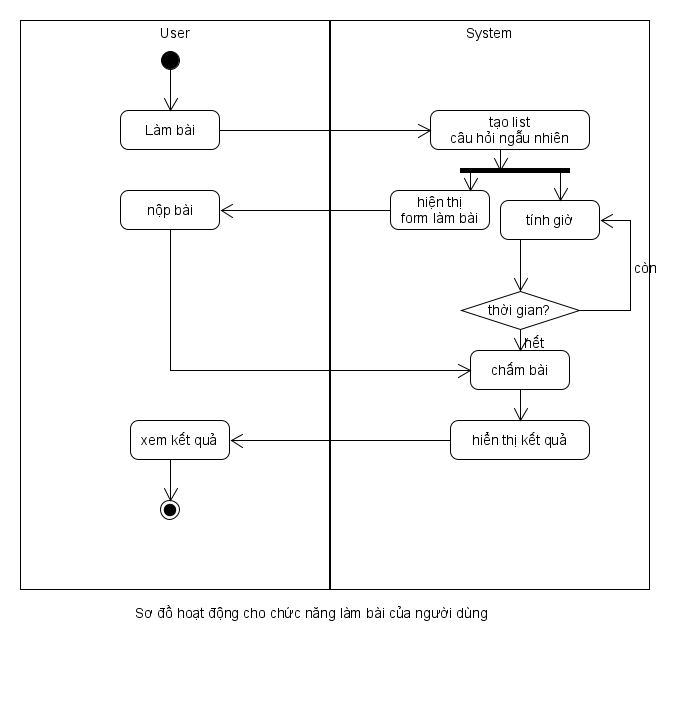 User
System
Làm bài
tạo list
câu hỏi ngẫu nhiên
hiện thị
form làm bài
nộp bài
tính giờ
còn
thời gian?
hết
chấm bài
xem kết quả
hiển thị kết quả
Sơ đồ hoạt động cho chức năng làm bài của người dùng